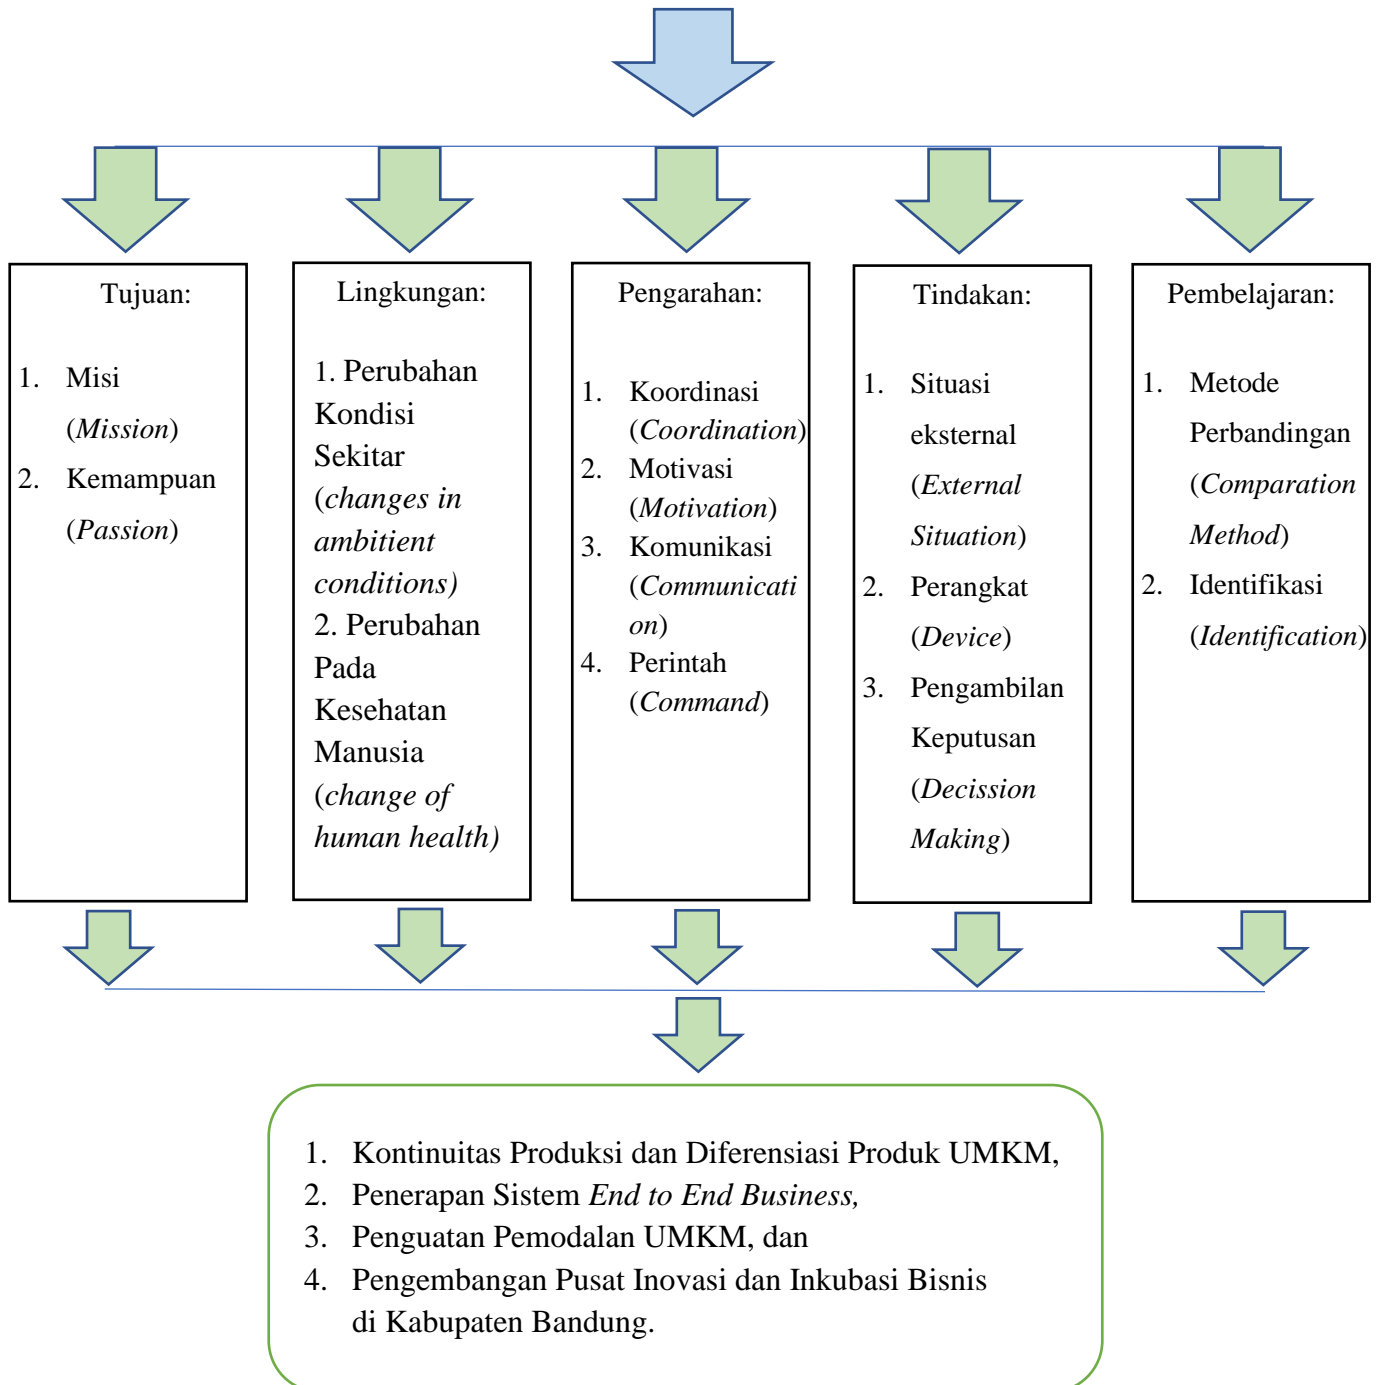 Tujuan:
1. Misi
(Mission)
2. Kemampuan
(Passion)
Lingkungan:
1. Perubahan
Kondisi
Sekitar
(changes in
ambitient
conditions)
2. Perubahan
Pada
Kesehatan
Manusia
(change of
human health)
Pengarahan:
1. Koordinasi
(Coordination)
2. Motivasi
(Motivation)
3. Komunikasi
(Communicati
on)
4. Perintah
(Command)
Tindakan:
1. Situasi
eksternal
(External
Situation)
2. Perangkat
(Device)
3. Pengambilan
Keputusan
(Decission
Making)
Pembelajaran:
1. Metode
Perbandingan
(Comparation
Method)
2. Identifikasi
(Identification)
1. Kontinuitas Produksi dan Diferensiasi Produk UMKM,
2. Penerapan Sistem End to End Business,
3. Penguatan Pemodalan UMKM, dan
4. Pengembangan Pusat Inovasi dan Inkubasi Bisnis
di Kabupaten Bandung.